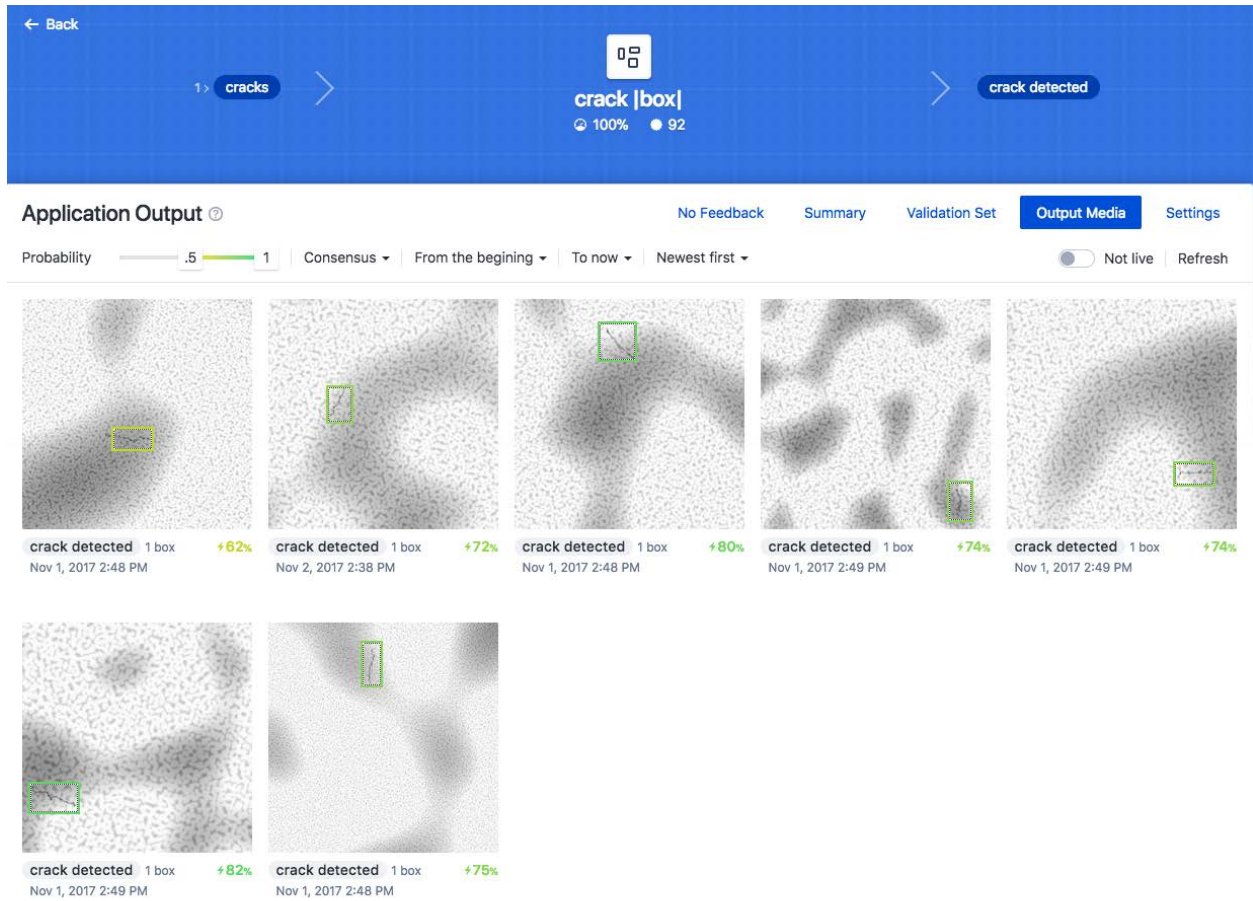 ← Back
1 > cracks
crack |box|
100% 92
crack detected
Application Output ?
No Feedback Summary Validation Set Output Media Settings
Probability .5 1 Consensus From the begining To now Newest first Not live Refresh
crack detected 1 box 62%
Nov 1, 2017 2:48 PM
crack detected 1 box 72%
Nov 2, 2017 2:38 PM
crack detected 1 box 80%
Nov 1, 2017 2:48 PM
crack detected 1 box 74%
Nov 1, 2017 2:49 PM
crack detected 1 box 74%
Nov 1, 2017 2:49 PM
crack detected 1 box 82%
Nov 1, 2017 2:49 PM
crack detected 1 box 75%
Nov 1, 2017 2:48 PM